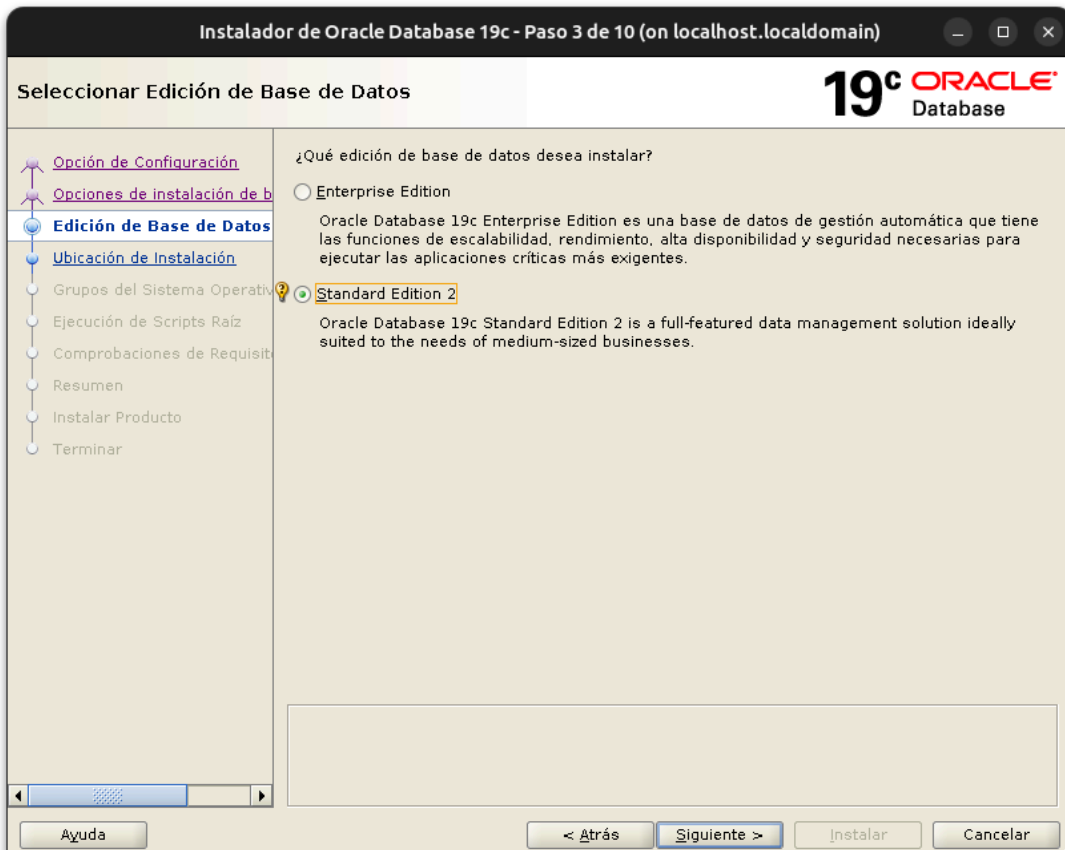 Instalador de Oracle Database 19c - Paso 3 de 10 (on localhost.localdomain)
Seleccionar Edición de Base de Datos
19c ORACLE
Database
Opción de Configuración
Opciones de instalación de b
Edición de Base de Datos
Ubicación de Instalación
Grupos del Sistema Operativ
Ejecución de Scripts Raíz
Comprobaciones de Requisit
Resumen
Instalar Producto
Terminar
¿Qué edición de base de datos desea instalar?
Enterprise Edition
Oracle Database 19c Enterprise Edition es una base de datos de gestión automática que tiene
las funciones de escalabilidad, rendimiento, alta disponibilidad y seguridad necesarias para
ejecutar las aplicaciones críticas más exigentes.
Standard Edition 2
Oracle Database 19c Standard Edition 2 is a full-featured data management solution ideally
suited to the needs of medium-sized businesses.
Ayuda
< Atrás
Siguiente >
Instalar
Cancelar